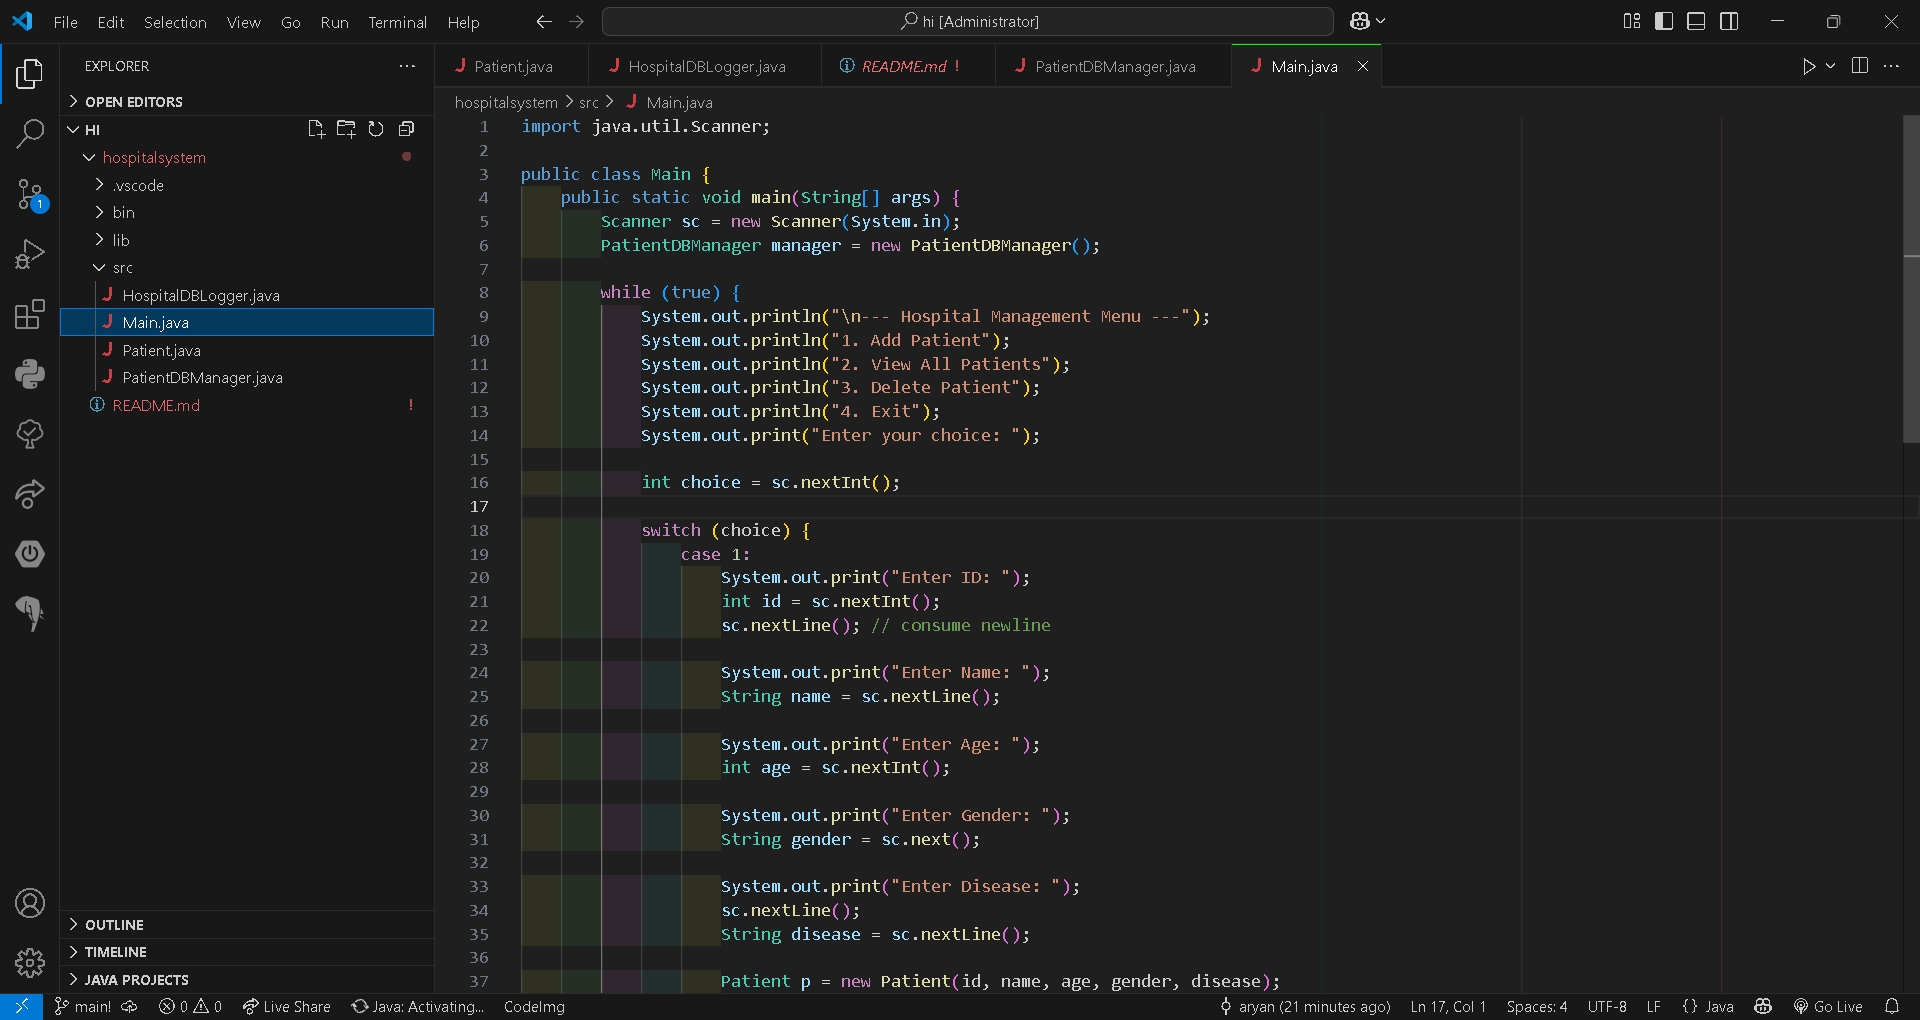 File Edit Selection View Go Run Terminal Help
hi [Administrator]
EXPLORER
OPEN EDITORS
HI
hospitalsystem
.vscode
bin
lib
src
HospitalDBLogger.java
Main.java
Patient.java
PatientDBManager.java
README.md !
OUTLINE
TIMELINE
JAVA PROJECTS
1
Patient.java HospitalDBLogger.java README.md ! PatientDBManager.java Main.java
hospitalsystem > src > Main.java
1 import java.util.Scanner;
2
3 public class Main {
4 public static void main(String[] args) {
5 Scanner sc = new Scanner(System.in);
6 PatientDBManager manager = new PatientDBManager();
7
8 while (true) {
9 System.out.println("\n--- Hospital Management Menu ---");
10 System.out.println("1. Add Patient");
11 System.out.println("2. View All Patients");
12 System.out.println("3. Delete Patient");
13 System.out.println("4. Exit");
14 System.out.print("Enter your choice: ");
15
16 int choice = sc.nextInt();
17
18 switch (choice) {
19 case 1:
20 System.out.print("Enter ID: ");
21 int id = sc.nextInt();
22 sc.nextLine(); // consume newline
23
24 System.out.print("Enter Name: ");
25 String name = sc.nextLine();
26
27 System.out.print("Enter Age: ");
28 int age = sc.nextInt();
29
30 System.out.print("Enter Gender: ");
31 String gender = sc.next();
32
33 System.out.print("Enter Disease: ");
34 sc.nextLine();
35 String disease = sc.nextLine();
36
37 Patient p = new Patient(id, name, age, gender, disease);
main! 0 0 Live Share Java: Activating... CodeImg aryan (21 minutes ago) Ln 17, Col 1 Spaces: 4 UTF-8 LF {} Java Go Live